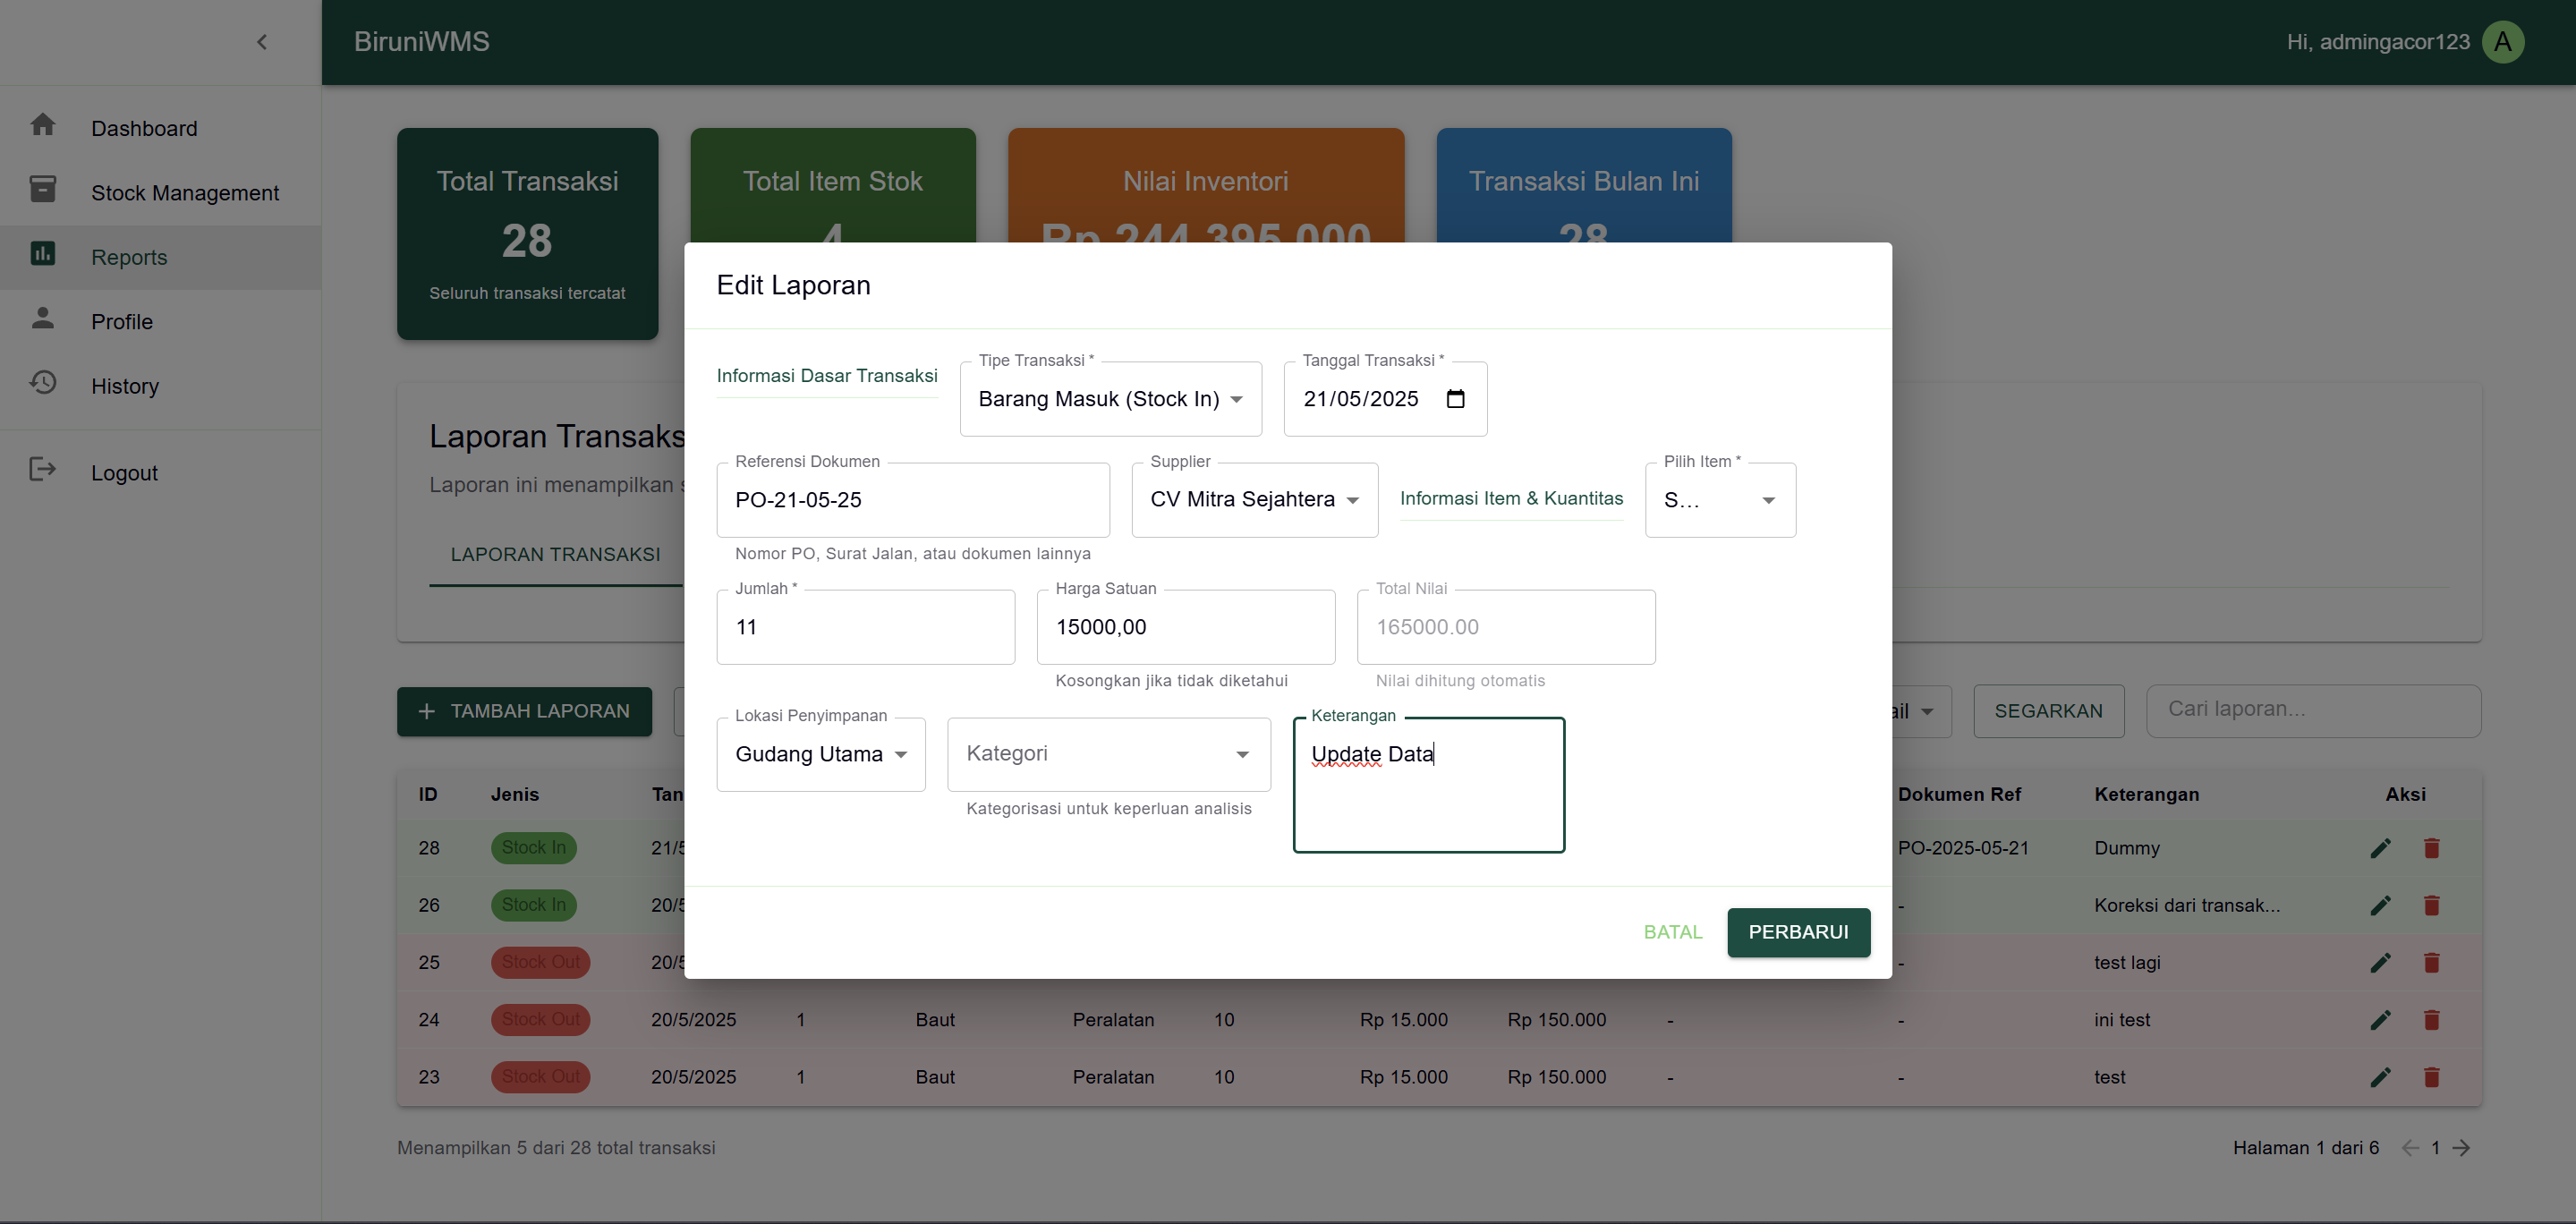 BiruniWMS
Hi, admingacor123
A
Dashboard
Stock Management
Reports
Profile
History
Logout
Total Transaksi
28
Seluruh transaksi tercatat
Total Item Stok
4
Nilai Inventori
Rp 244.395.000
Transaksi Bulan Ini
28
Laporan Transaks
Laporan ini menampilkan
LAPORAN TRANSAKSI
Edit Laporan
Informasi Dasar Transaksi
Tipe Transaksi *
Barang Masuk (Stock In)
Tanggal Transaksi *
21/05/2025
Referensi Dokumen
PO-21-05-25
Nomor PO, Surat Jalan, atau dokumen lainnya
Supplier
CV Mitra Sejahtera
Informasi Item & Kuantitas
Pilih Item *
S...
Jumlah *
11
Harga Satuan
15000,00
Kosongkan jika tidak diketahui
Total Nilai
165000.00
Nilai dihitung otomatis
Lokasi Penyimpanan
Gudang Utama
Kategori
Kategorisasi untuk keperluan analisis
Keterangan
Update Data
BATAL
PERBARUI
+ TAMBAH LAPORAN
ail
SEGARKAN
Cari laporan...
ID Jenis Tan Dokumen Ref Keterangan Aksi
28 Stock In 21/5 PO-2025-05-21 Dummy
26 Stock In 20/5 - Koreksi dari transak...
25 Stock Out 20/5 - test lagi
24 Stock Out 20/5/2025 1 Baut Peralatan 10 Rp 15.000 Rp 150.000 - - ini test
23 Stock Out 20/5/2025 1 Baut Peralatan 10 Rp 15.000 Rp 150.000 - - test
Menampilkan 5 dari 28 total transaksi
Halaman 1 dari 6 1